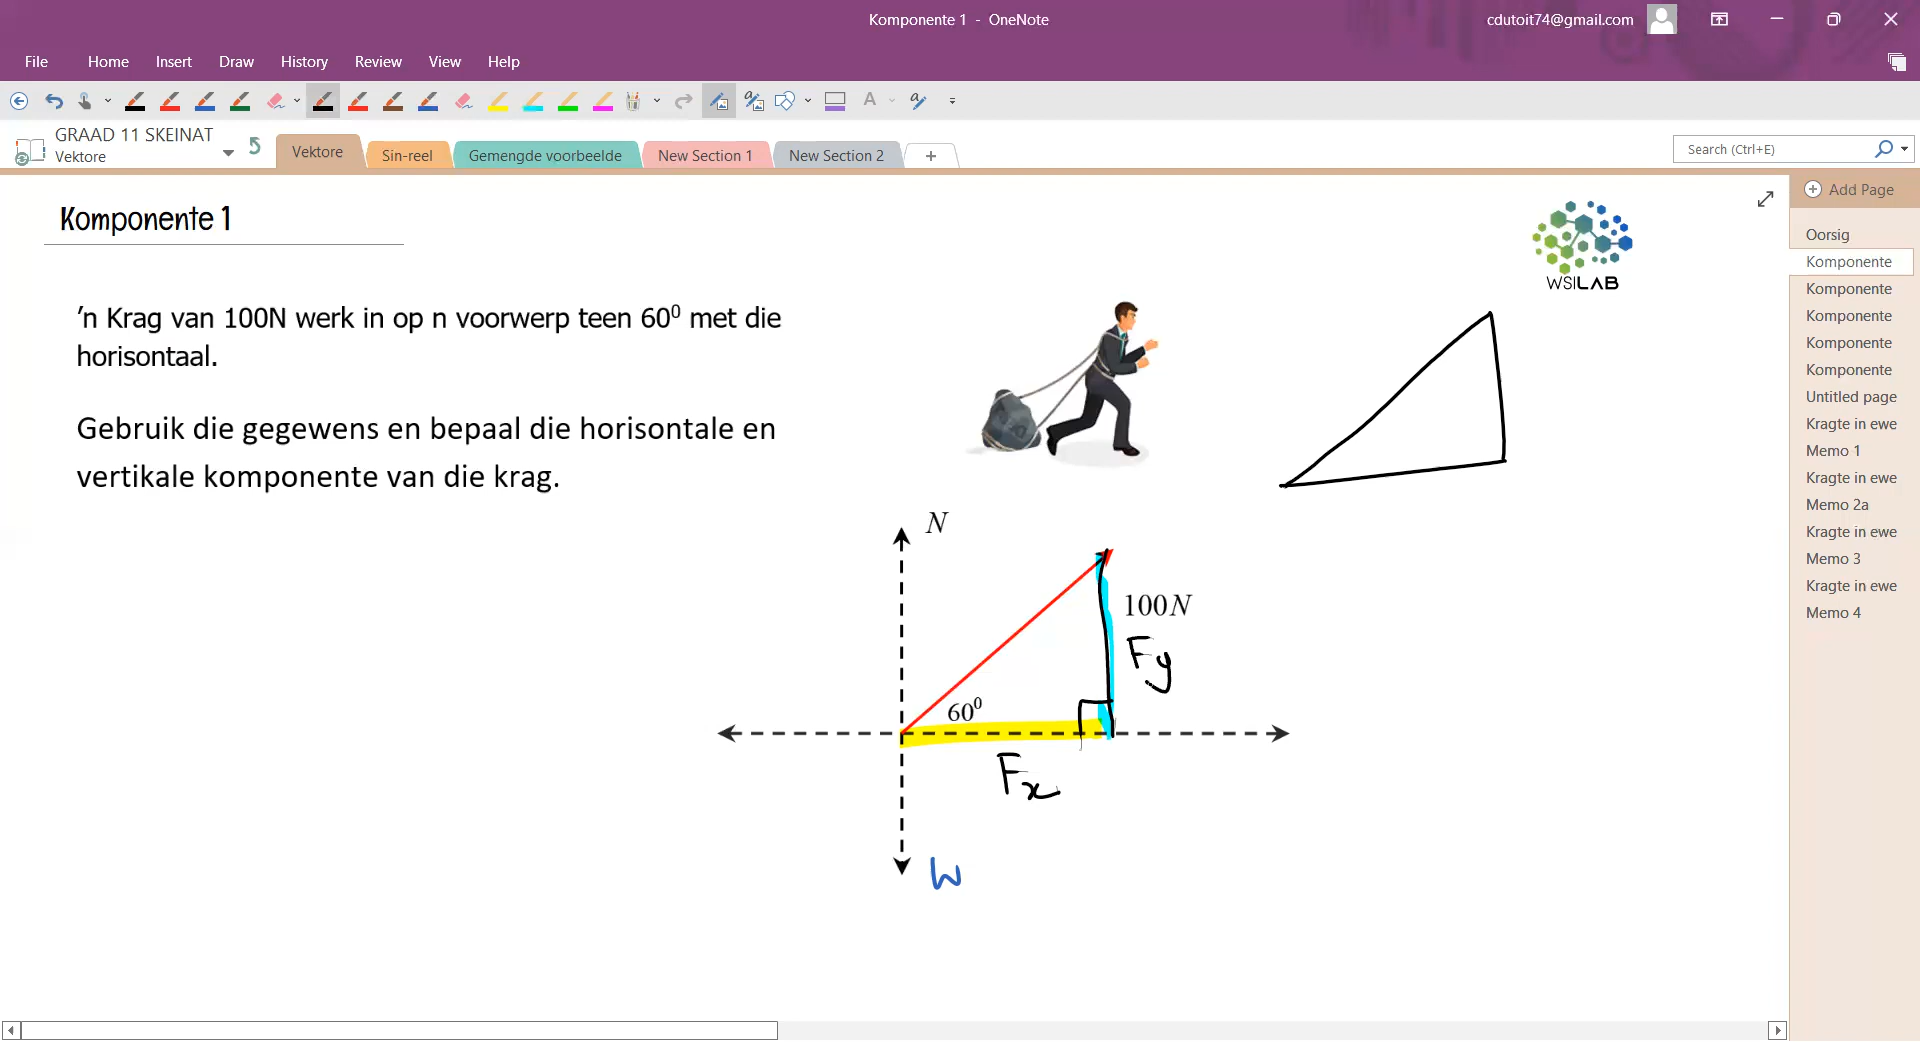 Komponente 1 - OneNote
cdutoit74@gmail.com
File Home Insert Draw History Review View Help
GRAAD 11 SKEINAT
Vektore
Vektore Sin-reel Gemengde voorbeelde New Section 1 New Section 2 +
Search (Ctrl+E)
Add Page
Komponente 1
Oorsig
Komponente
Komponente
Komponente
Komponente
Komponente
Untitled page
Kragte in ewe
Memo 1
Kragte in ewe
Memo 2a
Kragte in ewe
Memo 3
Kragte in ewe
Memo 4
WSILAB
’n Krag van 100N werk in op n voorwerp teen 60⁰ met die
horisontaal.
Gebruik die gegewens en bepaal die horisontale en
vertikale komponente van die krag.
N
100N
Fy
60⁰
Fx
W